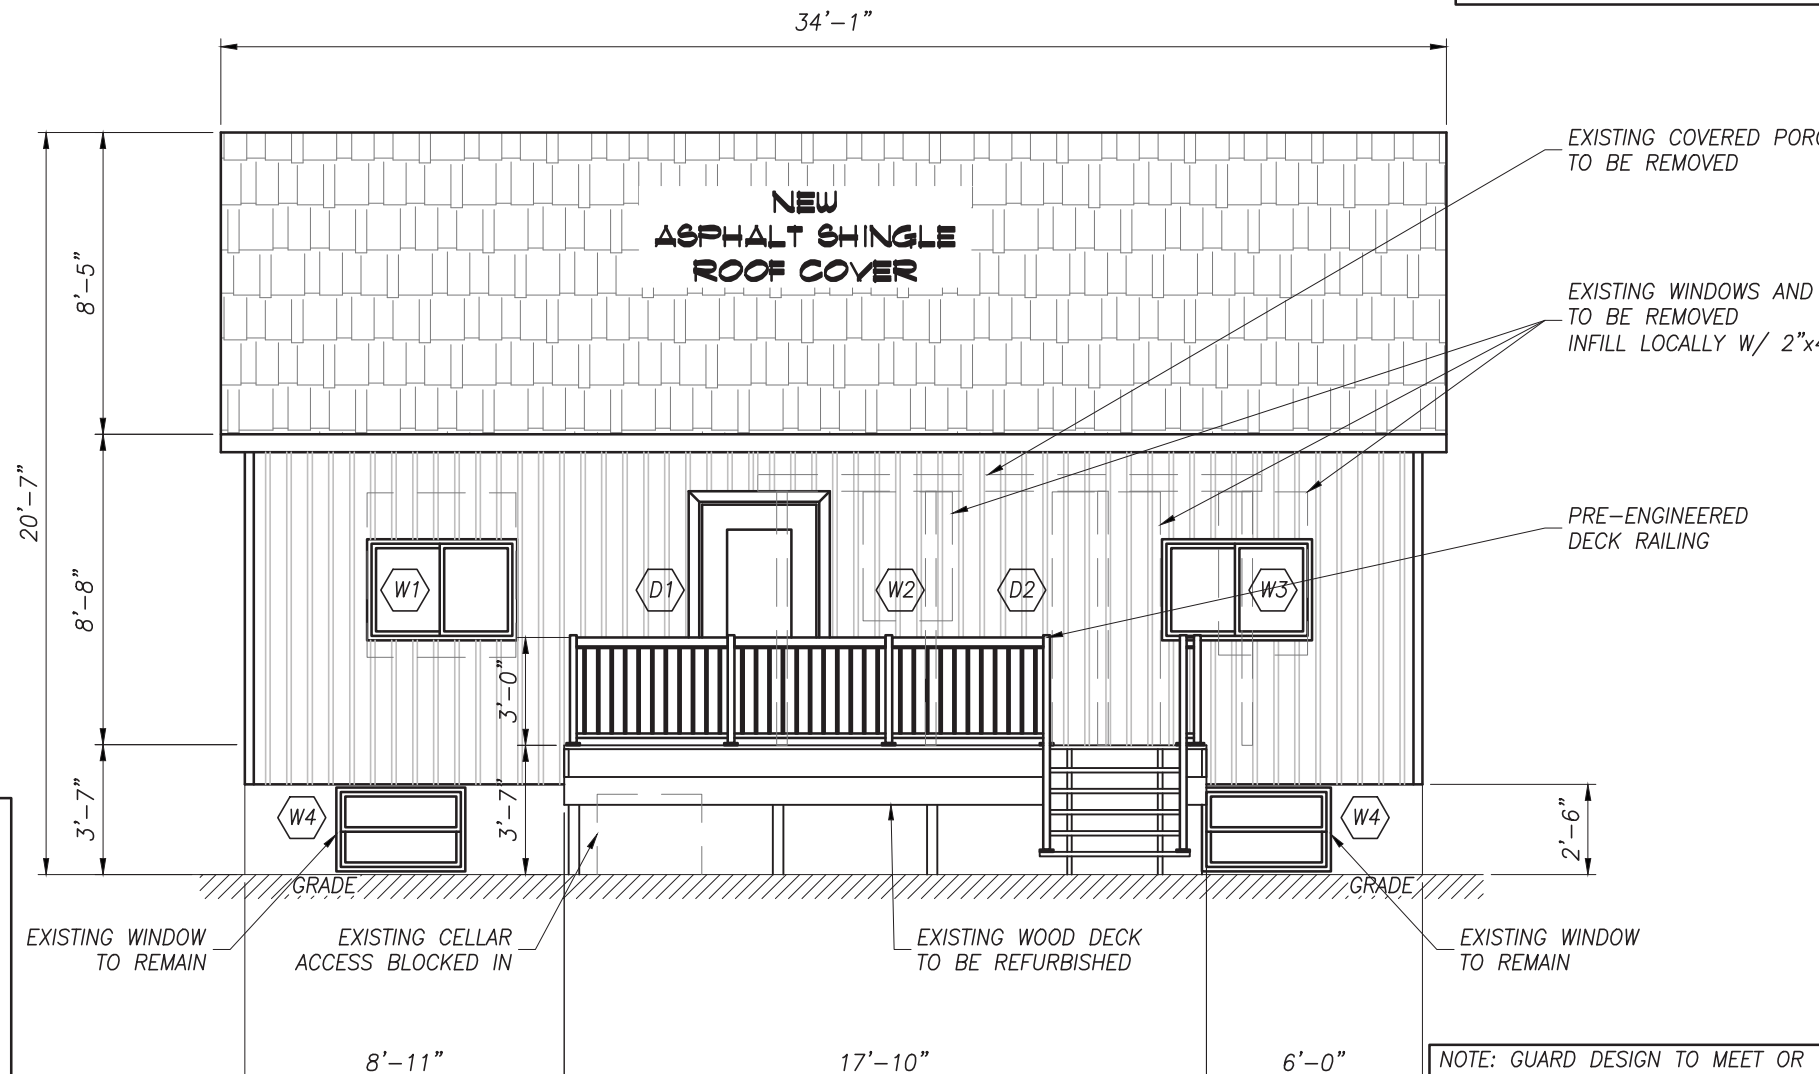 34'-1"
EXISTING COVERED
TO BE REMOVED
NEW
ASPHALT SHINGLE
ROOF COVER
8'-5"
EXISTING WINDOWS AND
TO BE REMOVED
INFILL LOCALLY W/ 2"x4
20'-7"
PRE-ENGINEERED
DECK RAILING
8'-8"
W1
D1
W2
D2
W3
3'-0"
3'-7"
3'-7"
W4
W4
2'-6"
GRADE
GRADE
EXISTING WINDOW
TO REMAIN
EXISTING CELLAR
ACCESS BLOCKED IN
EXISTING WOOD DECK
TO BE REFURBISHED
EXISTING WINDOW
TO REMAIN
8'-11"
17'-10"
6'-0"
NOTE: GUARD DESIGN TO MEET OR